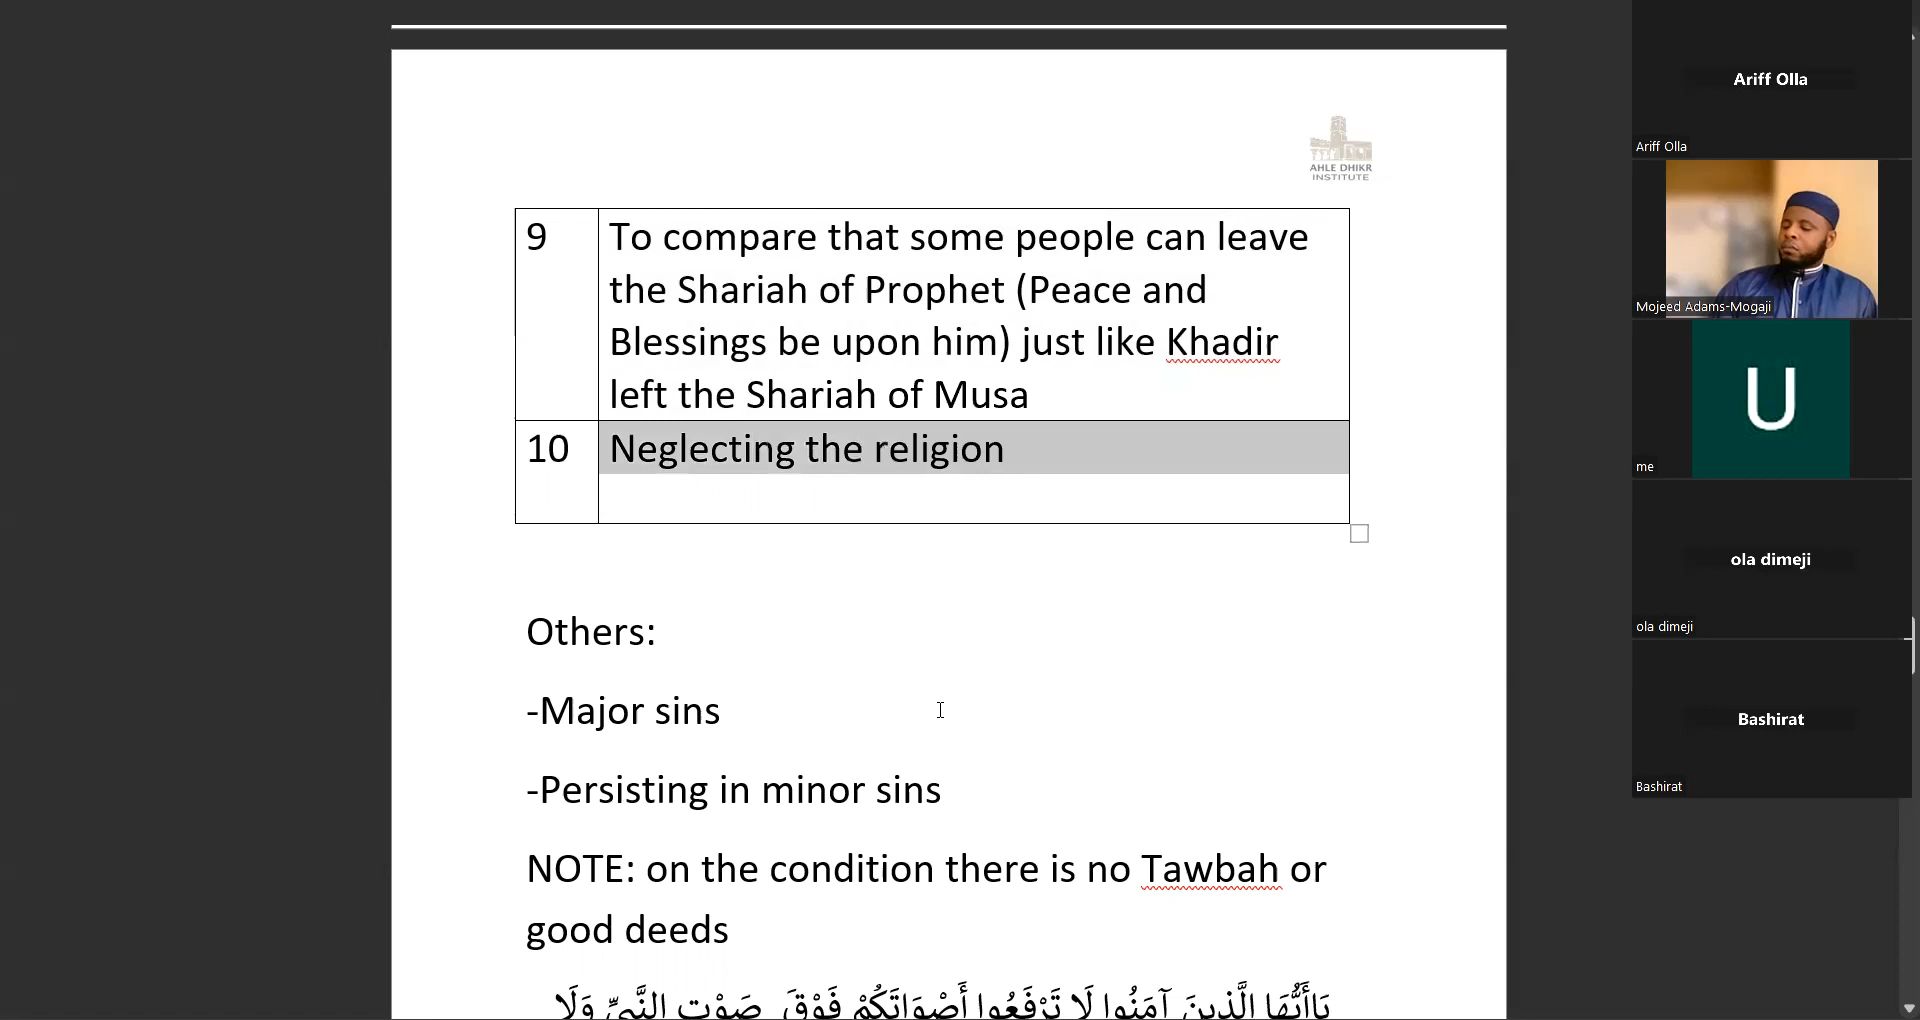 AHLE DHIKR
INSTITUTE
9
To compare that some people can leave
the Shariah of Prophet (Peace and
Blessings be upon him) just like Khadir
left the Shariah of Musa
10
Neglecting the religion
Others:
-Major sins
-Persisting in minor sins
NOTE: on the condition there is no Tawbah or
good deeds
يَاأَيُّهَا الَّذِينَ آمَنُوا لَا تَرْفَعُوا أَصْوَاتَكُمْ فَوْقَ صَوْتِ النَّبِيِّ وَلَا
Ariff Olla
Ariff Olla
Mojeed Adams-Mogaji
U
me
ola dimeji
ola dimeji
Bashirat
Bashirat